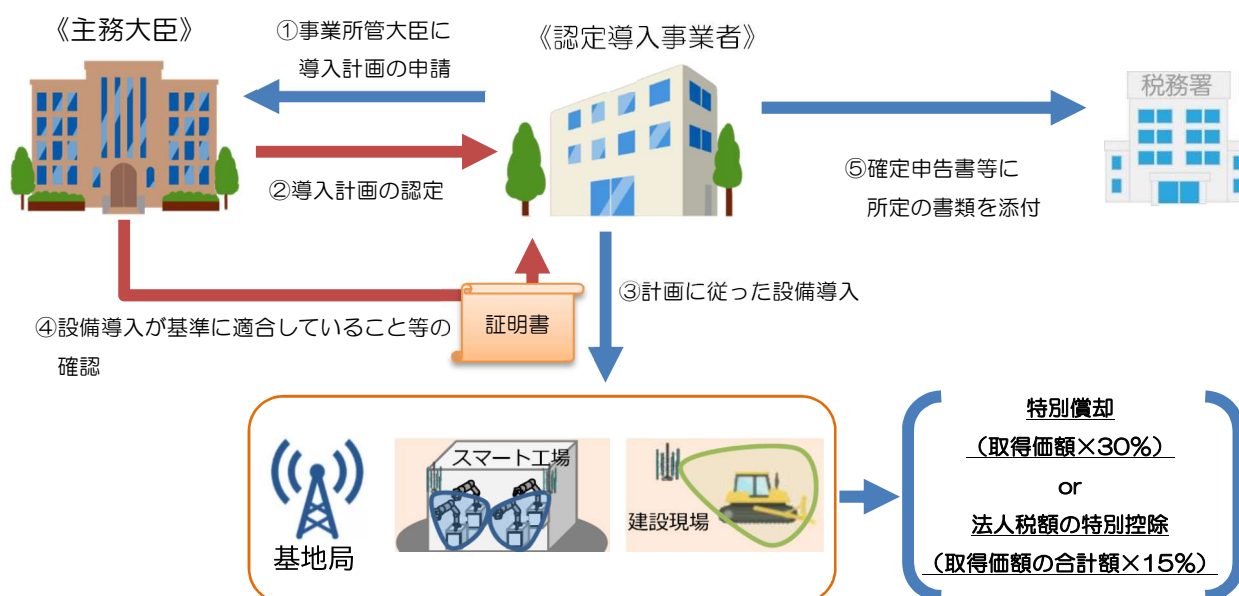 《主務大臣》
①事業所管大臣に
導入計画の申請
《認定導入事業者》
税務署
②導入計画の認定
⑤確定申告書等に
所定の書類を添付
③計画に従った設備導入
④設備導入が基準に適合していること等の
確認
証明書
基地局
スマート工場
建設現場
特別償却
（取得価額×30%）
or
法人税額の特別控除
（取得価額の合計額×15%）